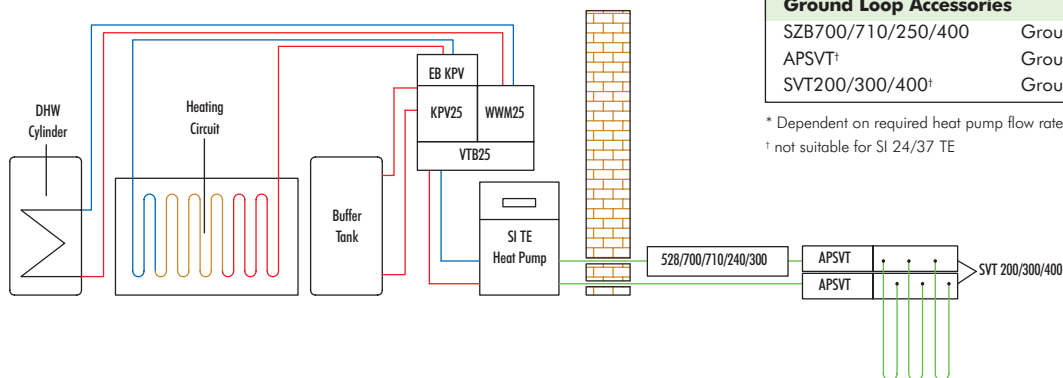 Ground Loop Accessories
SZB700/710/250/400 Grou
APSVT† Grou
SVT200/300/400† Grou
* Dependent on required heat pump flow rate
† not suitable for SI 24/37 TE
DHW
Cylinder
Heating
Circuit
Buffer
Tank
EB KPV
KPV25
WWM25
VTB25
SI TE
Heat Pump
528/700/710/240/300
APSVT
APSVT
SVT 200/300/400